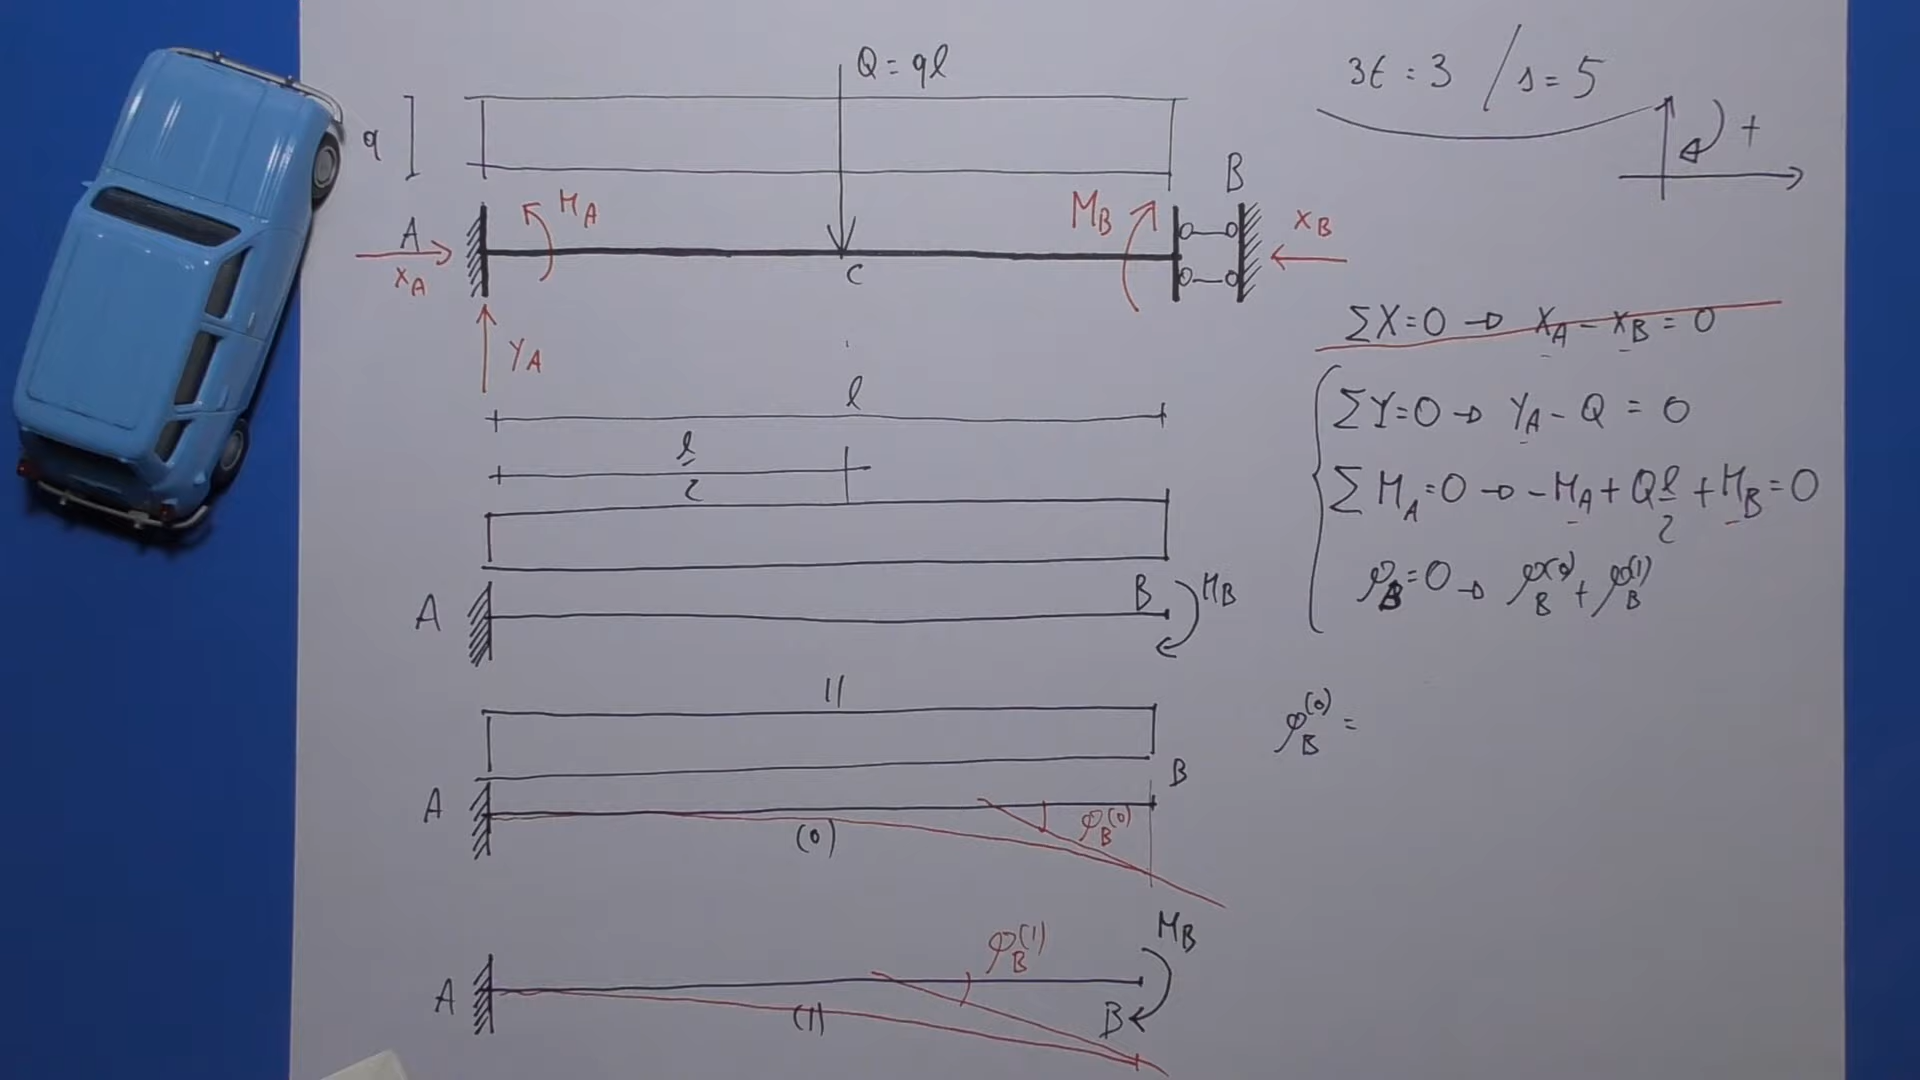 Q = ql
3t = 3 / s = 5
q
+
A
M_A
M_B
B
X_A
C
X_B
Y_A
ΣX=0 → X_A - X_B = 0
l
ΣY=0 → Y_A - Q = 0
l/2
ΣM_A=0 → -M_A + Q l/2 + M_B = 0
φ_B=0 → φ_B^(0) + φ_B^(1)
A
B
M_B
φ_B^(0) =
A
B
(0)
φ_B^(0)
A
φ_B^(1)
M_B
(1)
B